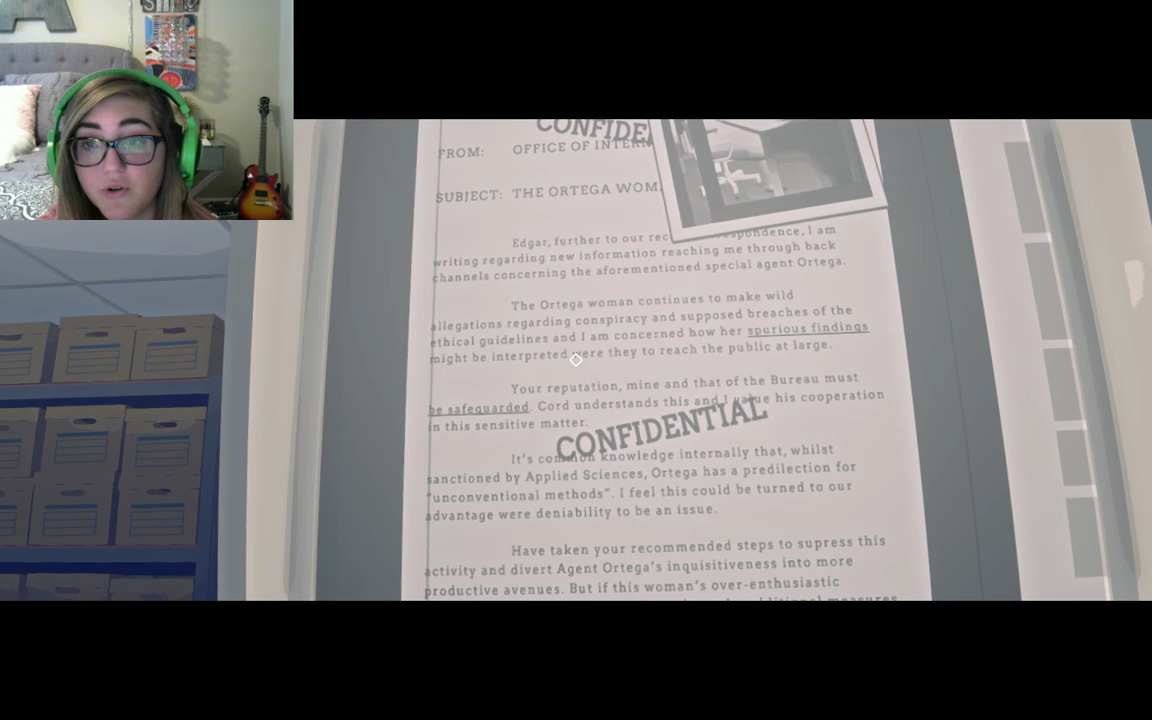 A
CONFIDE
FROM: OFFICE OF INTERN
SUBJECT: THE ORTEGA WOM
Edgar, further to our rec pondence, I am
writing regarding new information reaching me through back
channels concerning the aforementioned special agent Ortega.
The Ortega woman continues to make wild
allegations regarding conspiracy and supposed breaches of the
ethical guidelines and I am concerned how her spurious findings
might be interpreted were they to reach the public at large.
Your reputation, mine and that of the Bureau must
be safeguarded. Cord understands this and I value his cooperation
in this sensitive matter.
CONFIDENTIAL
It's common knowledge internally that, whilst
sanctioned by Applied Sciences, Ortega has a predilection for
"unconventional methods". I feel this could be turned to our
advantage were deniability to be an issue.
Have taken your recommended steps to supress this
activity and divert Agent Ortega's inquisitiveness into more
productive avenues. But if this woman's over-enthusiastic